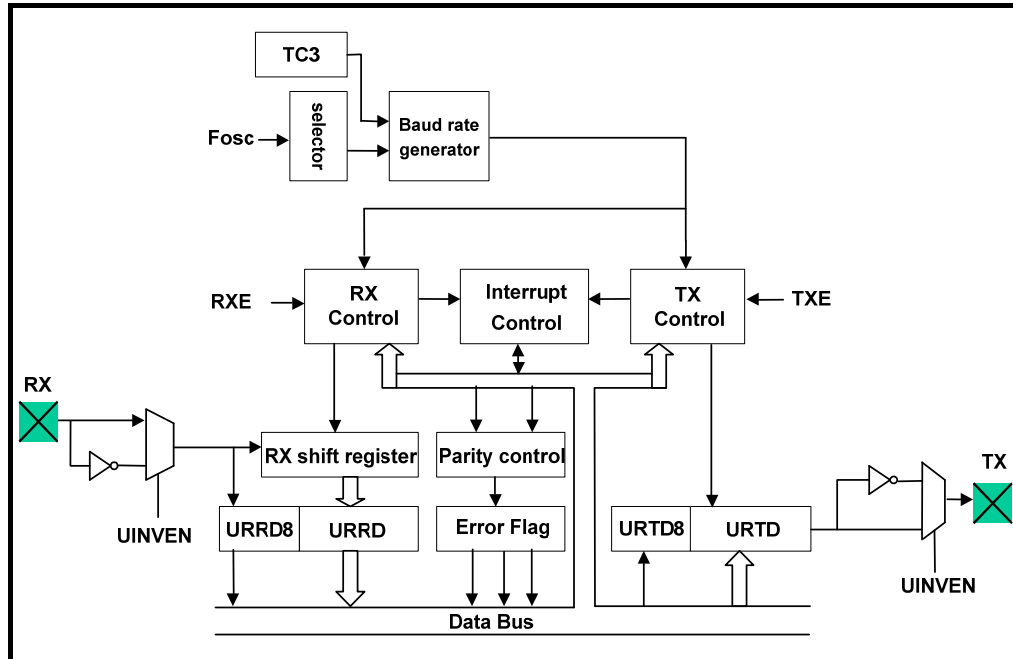 TC3
selector
Fosc
Baud rate
generator
RXE
RX
Control
Interrupt
Control
TX
Control
TXE
RX
RX shift register
Parity control
TX
UINVEN
URRD8
URRD
Error Flag
URTD8
URTD
UINVEN
Data Bus